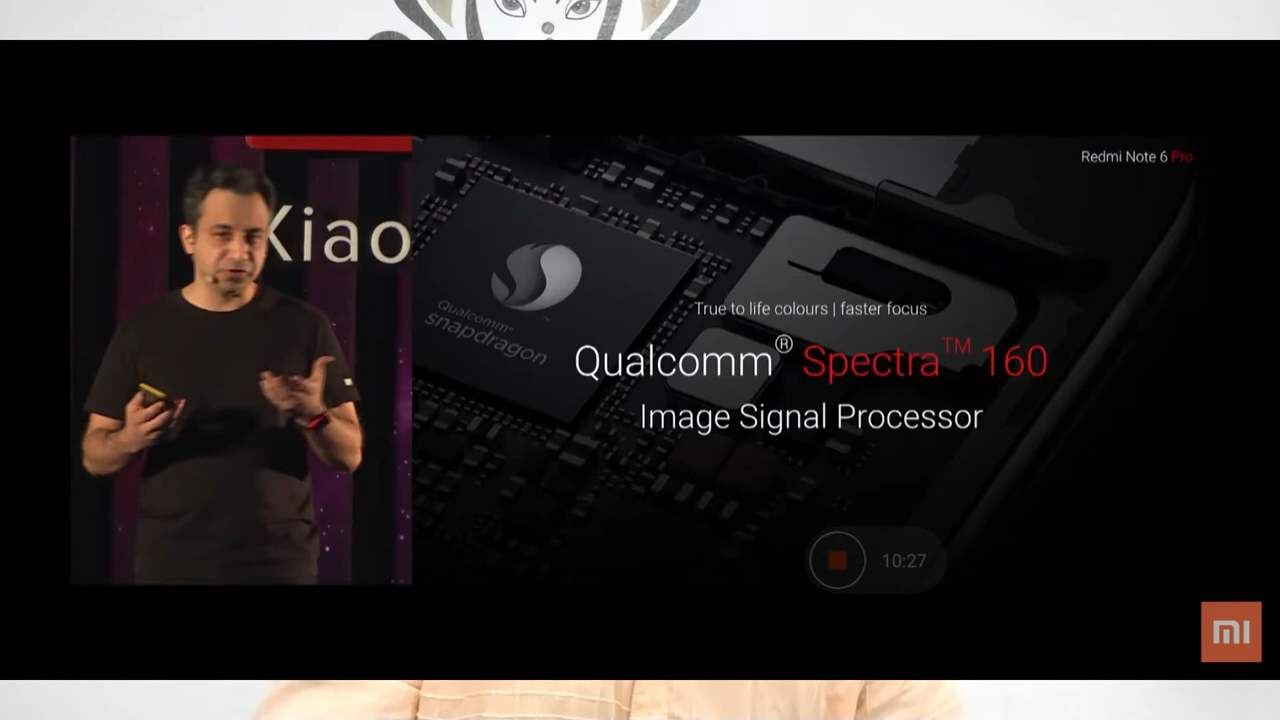 Redmi Note 6 Pro
Xiao
Qualcomm®
snapdragon
True to life colours | faster focus
Qualcomm® Spectra™ 160
Image Signal Processor
10:27
mi